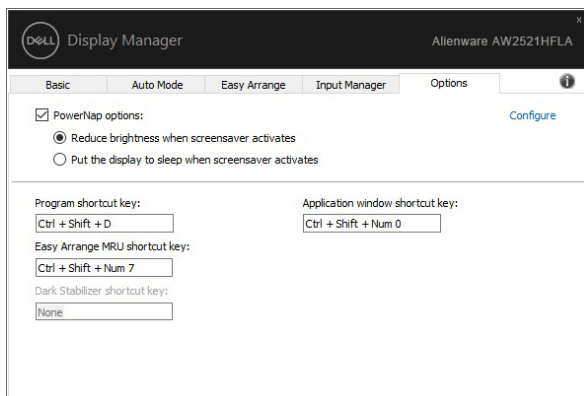 x
DELL Display Manager
Alienware AW2521HFLA
Basic Auto Mode Easy Arrange Input Manager Options i
PowerNap options: Configure
Reduce brightness when screensaver activates
Put the display to sleep when screensaver activates
Program shortcut key: Application window shortcut key:
Ctrl + Shift + D Ctrl + Shift + Num 0
Easy Arrange MRU shortcut key:
Ctrl + Shift + Num 7
Dark Stabilizer shortcut key:
None